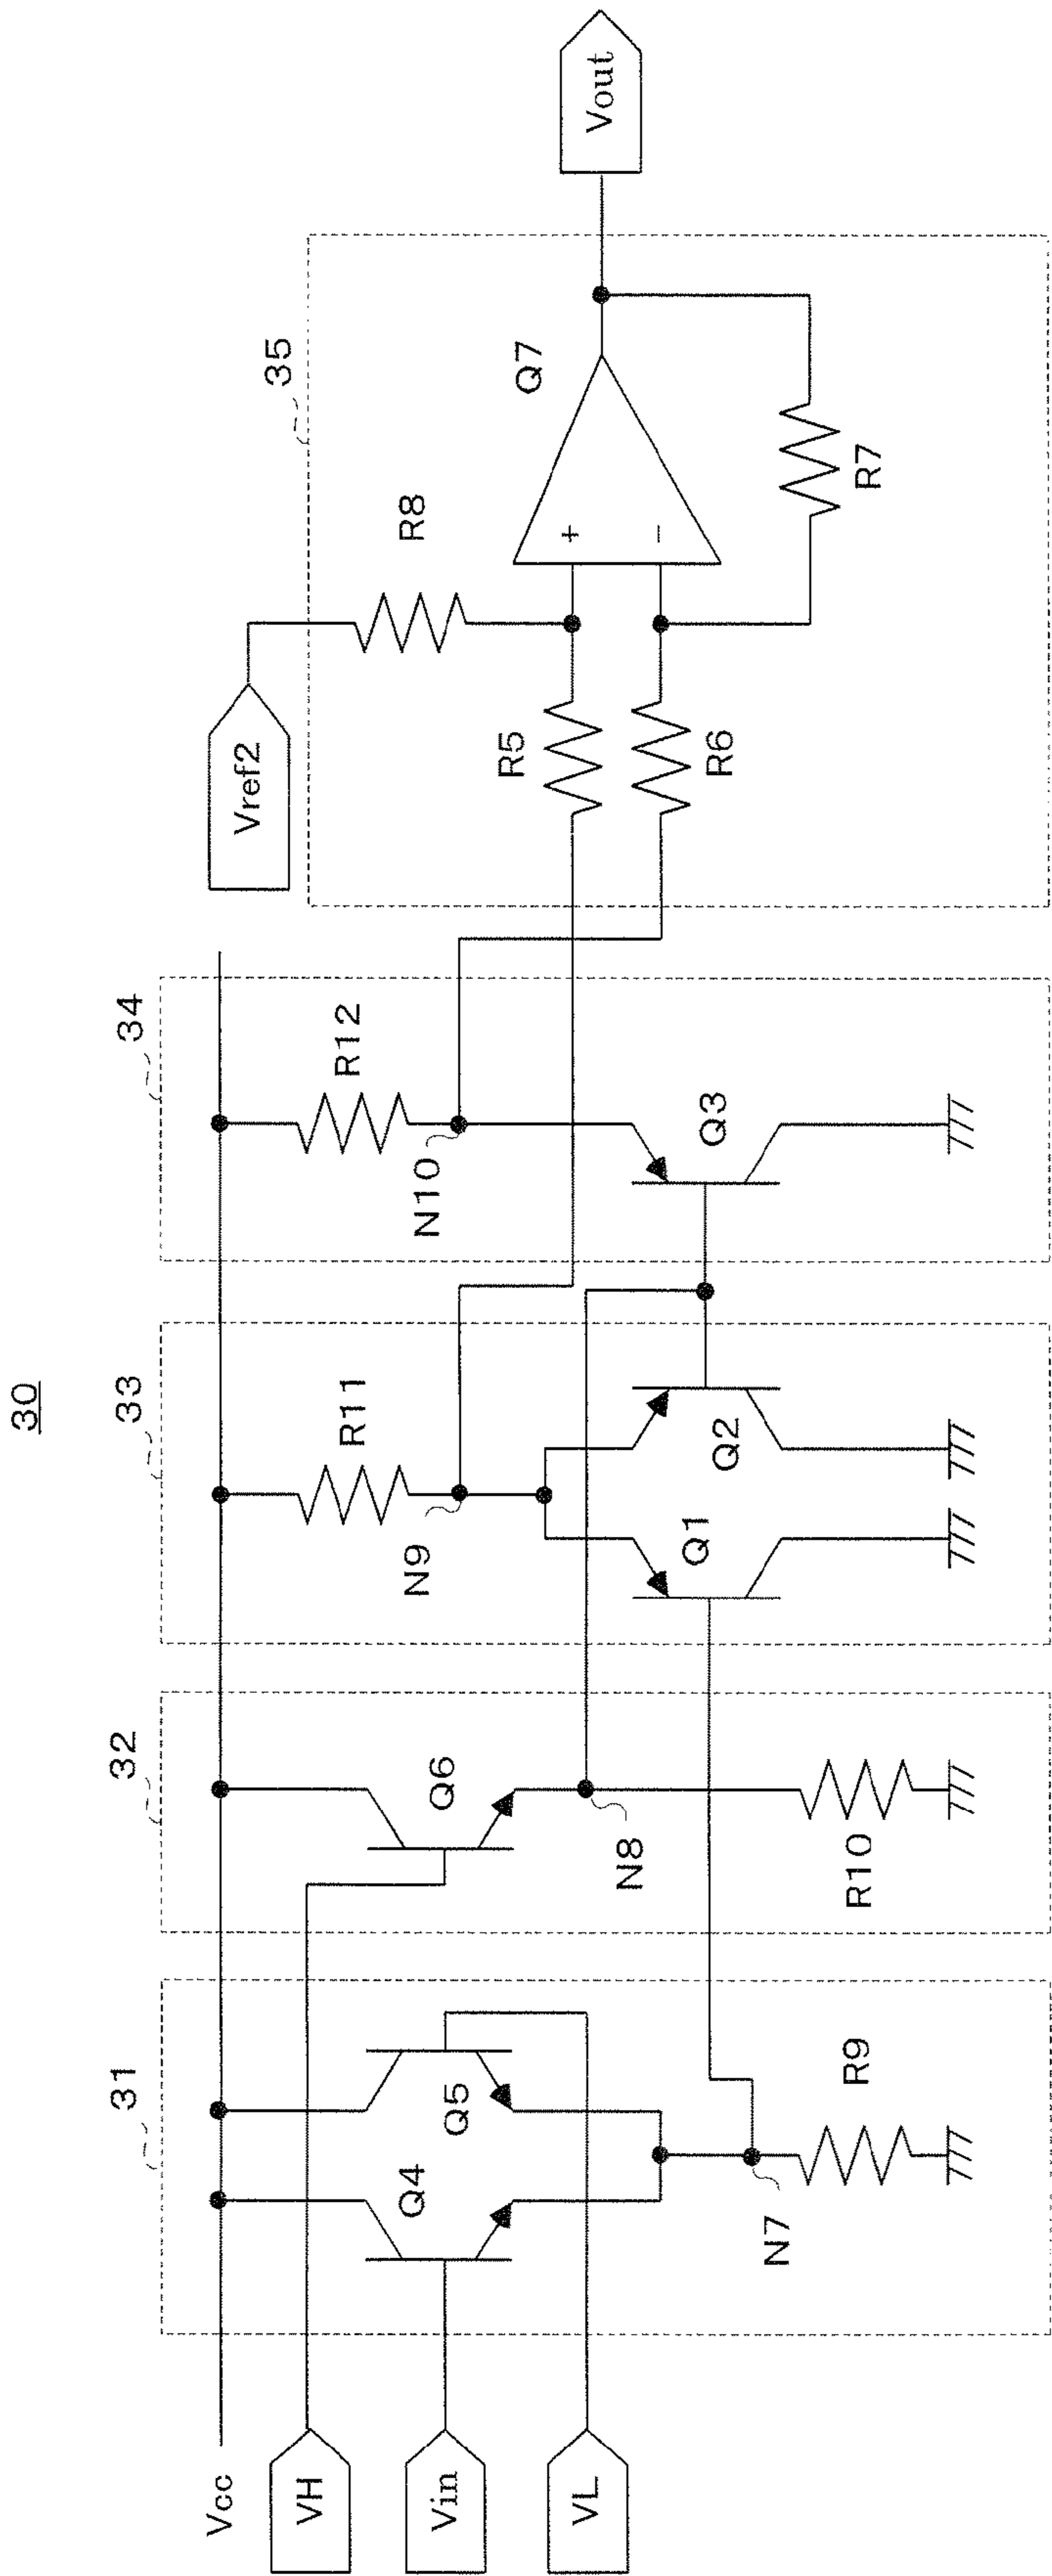 30
Vcc
VH
Vin
VL
31
Q4
Q5
N7
R9
32
Q6
N8
R10
33
R11
N9
Q1
Q2
34
R12
N10
Q3
35
Vref2
R8
R5
R6
Q7
+
−
R7
Vout